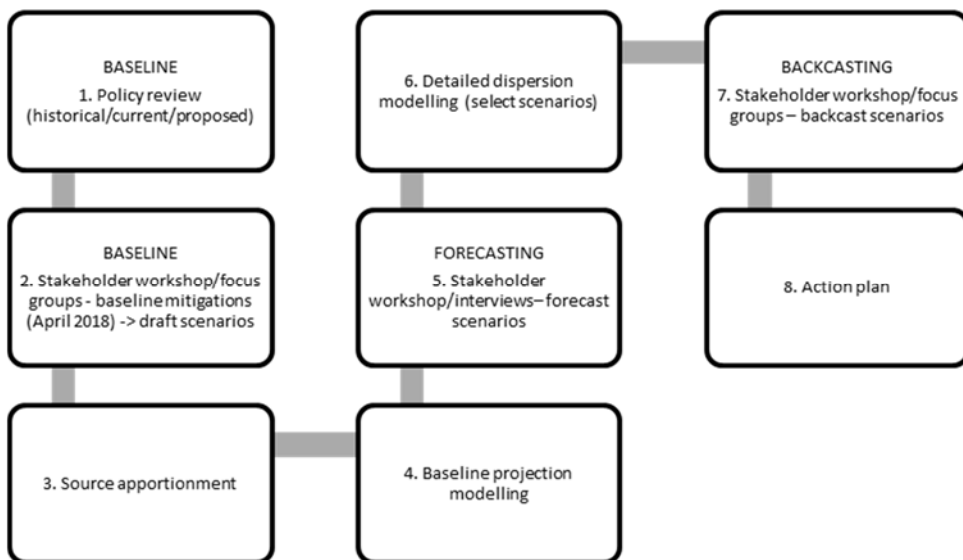 BASELINE
1. Policy review
(historical/current/proposed)
BASELINE
2. Stakeholder workshop/focus
groups - baseline mitigations
(April 2018) -> draft scenarios
3. Source apportionment
4. Baseline projection
modelling
FORECASTING
5. Stakeholder
workshop/interviews– forecast
scenarios
6. Detailed dispersion
modelling (select scenarios)
BACKCASTING
7. Stakeholder workshop/focus
groups – backcast scenarios
8. Action plan